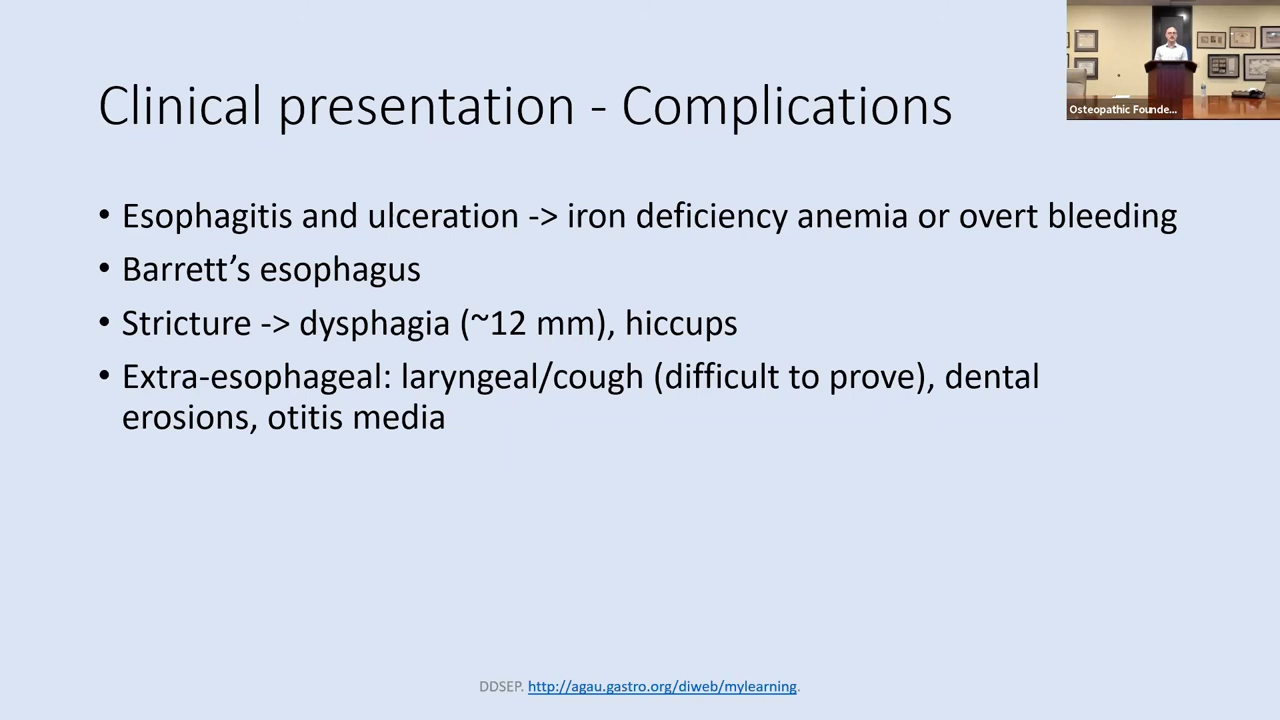 Clinical presentation - Complications
Osteopathic Founde...
• Esophagitis and ulceration -> iron deficiency anemia or overt bleeding
• Barrett’s esophagus
• Stricture -> dysphagia (~12 mm), hiccups
• Extra-esophageal: laryngeal/cough (difficult to prove), dental
erosions, otitis media
DDSEP. http://agau.gastro.org/diweb/mylearning.